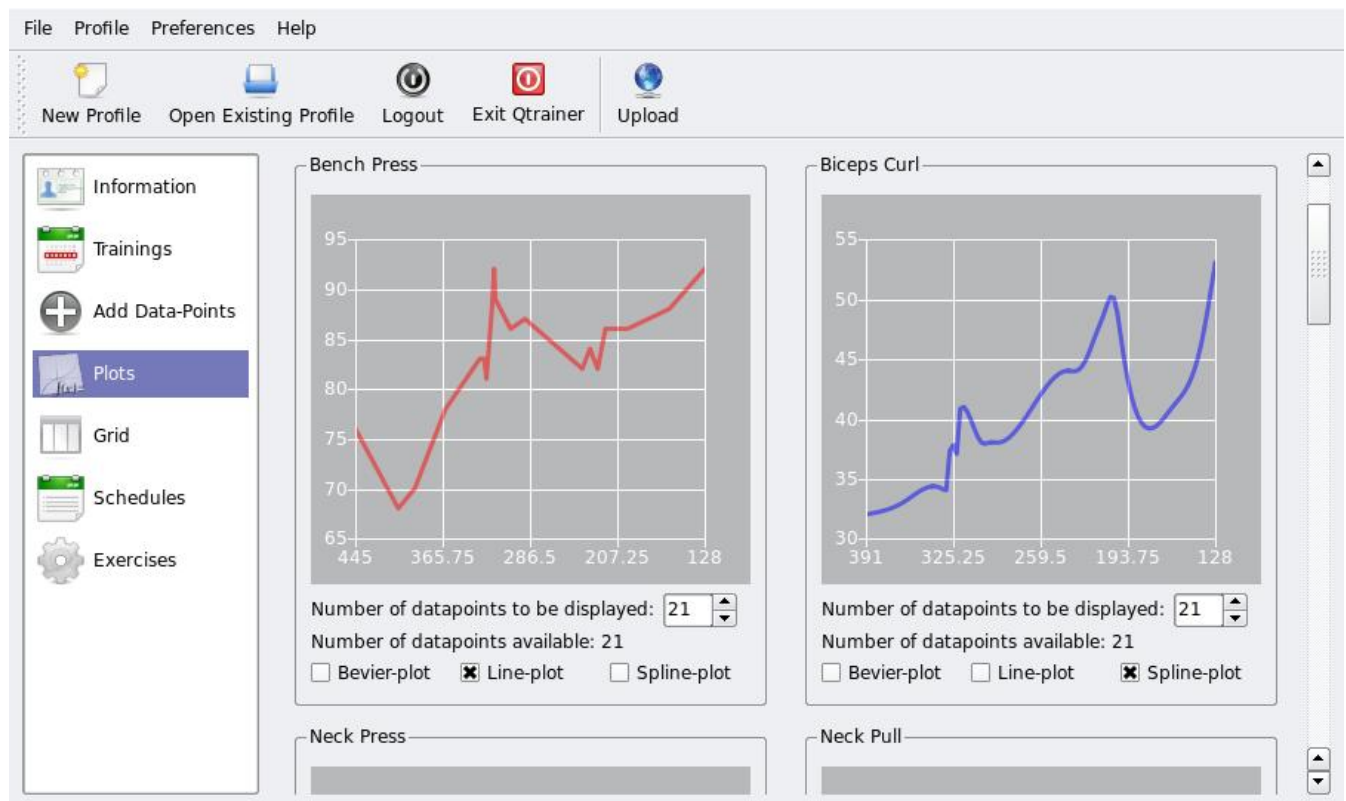 File Profile Preferences Help
New Profile Open Existing Profile Logout Exit Qtrainer Upload
Information
Trainings
Add Data-Points
Plots
Grid
Schedules
Exercises
Bench Press
95
90
85
80
75
70
65
445 365.75 286.5 207.25 128
Number of datapoints to be displayed: 21
Number of datapoints available: 21
Bevier-plot Line-plot Spline-plot
Biceps Curl
55
50
45
40
35
30
391 325.25 259.5 193.75 128
Number of datapoints to be displayed: 21
Number of datapoints available: 21
Bevier-plot Line-plot Spline-plot
Neck Press
Neck Pull